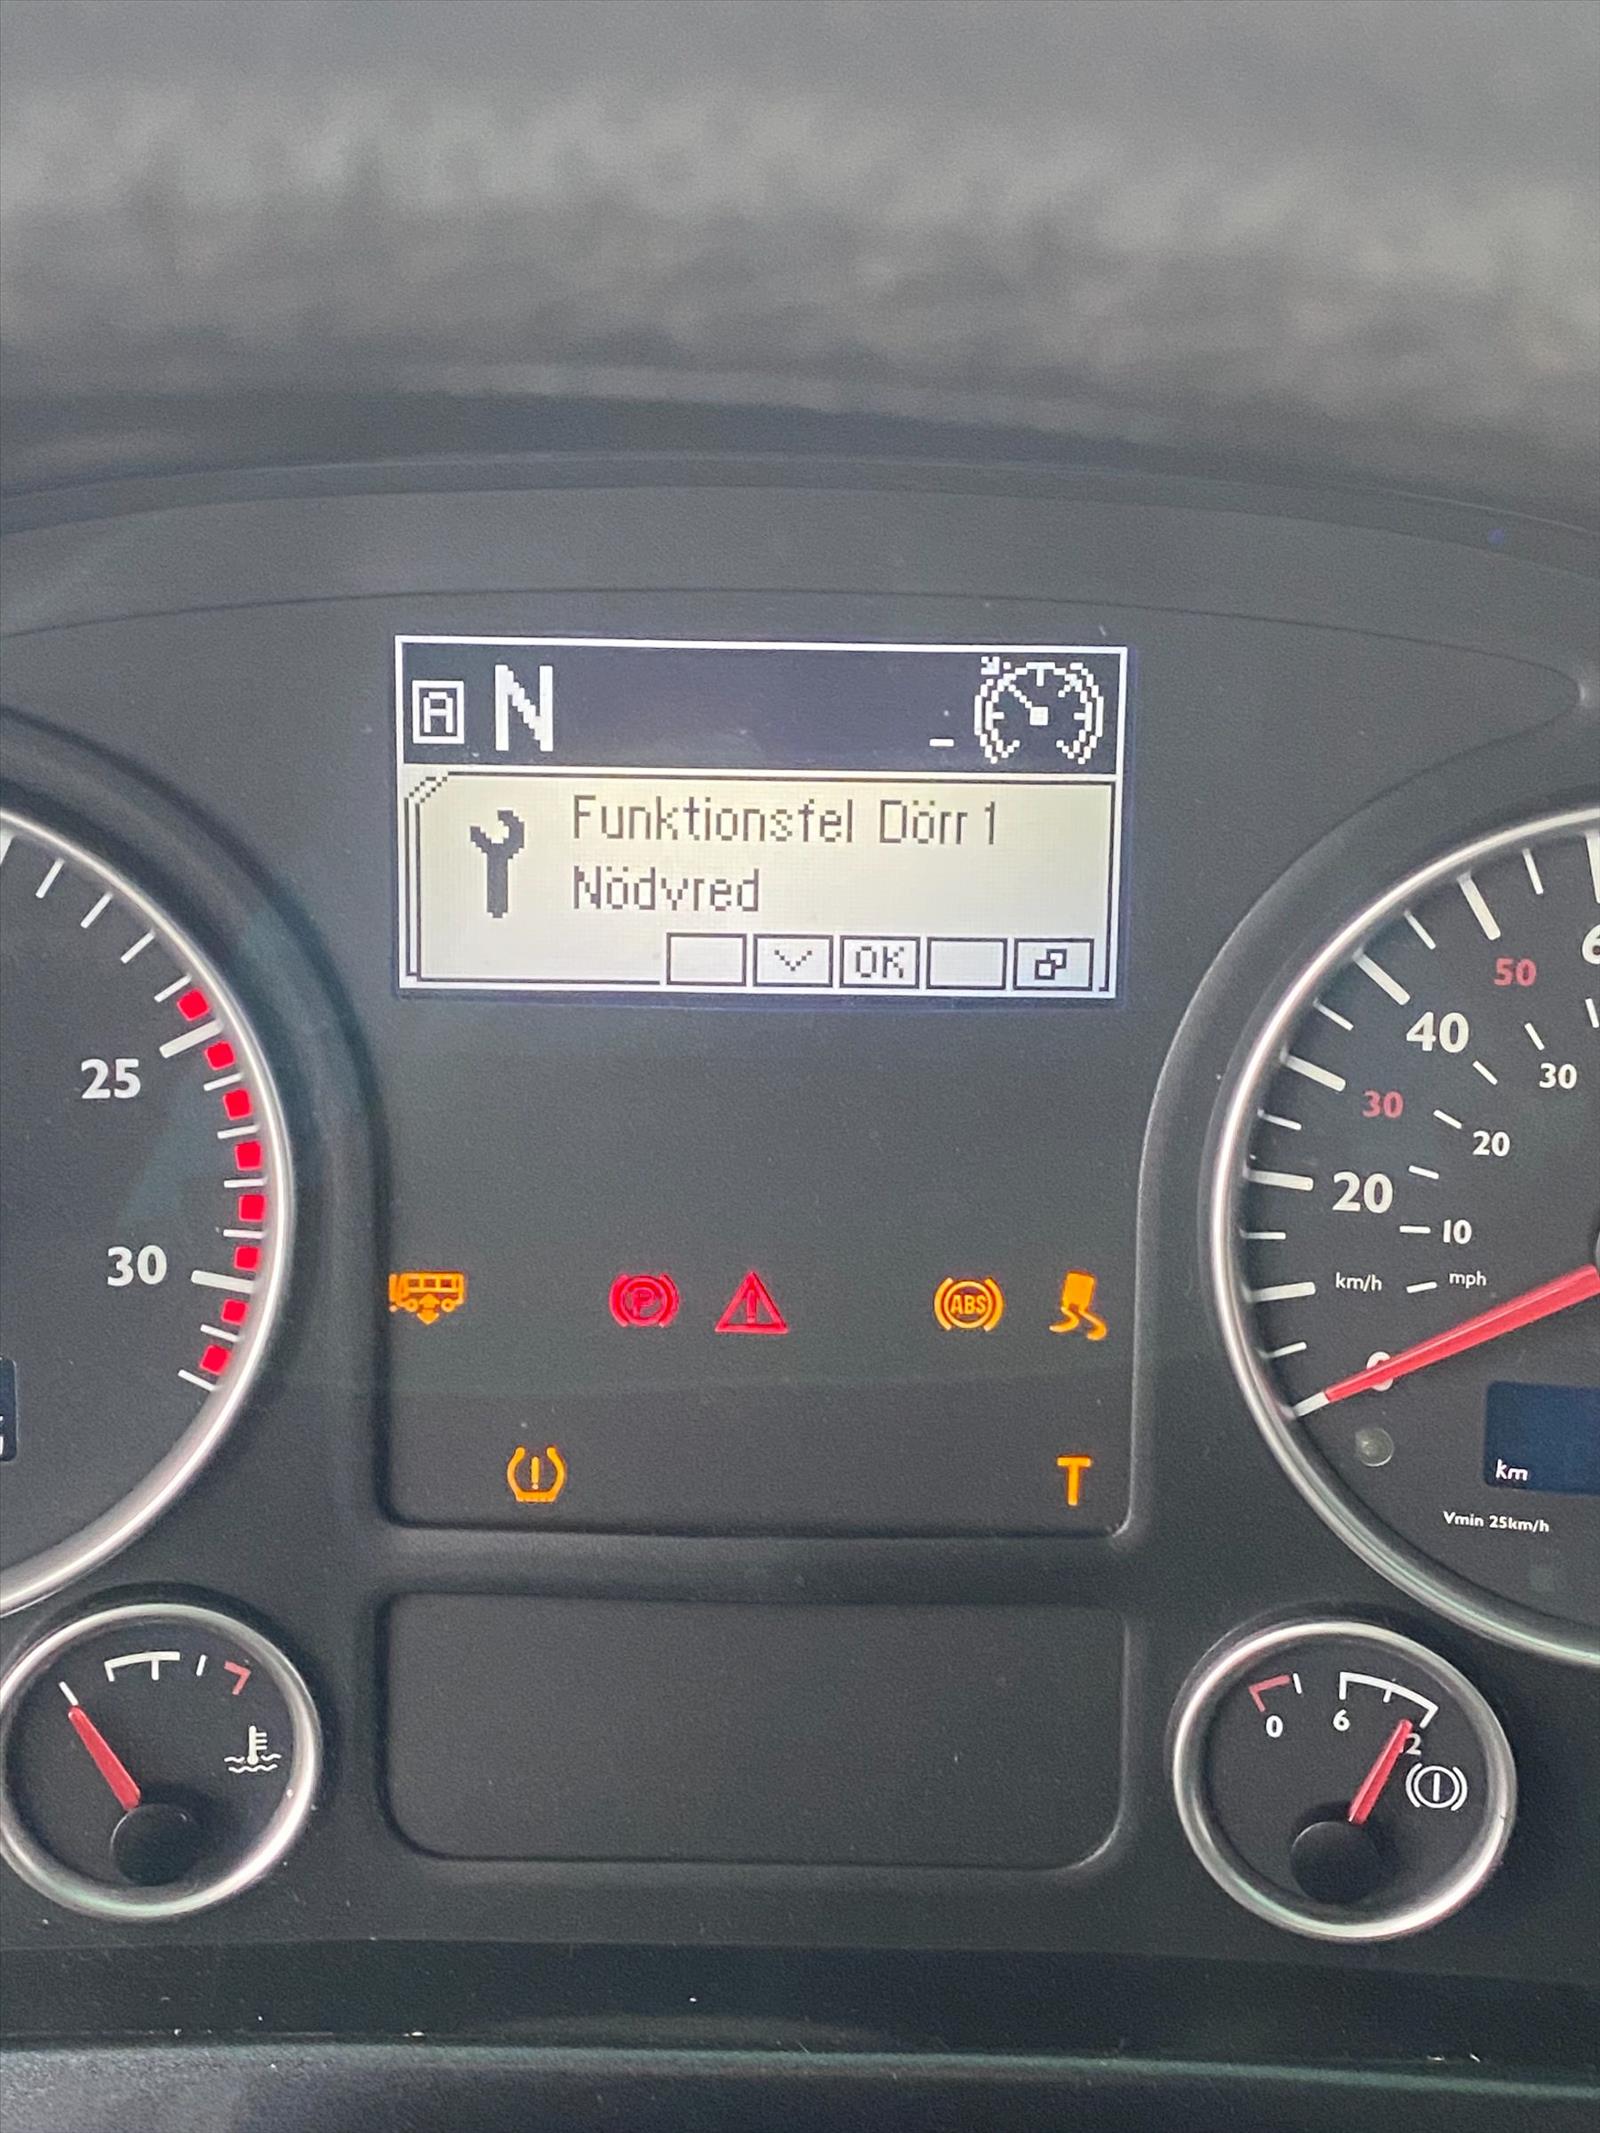 A N
Funktionsfel Dörr 1
Nödvred
OK
25
30
50
40
30
30
20
20
10
km/h
mph
0
P
ABS
T
km
Vmin 25km/h
0
6